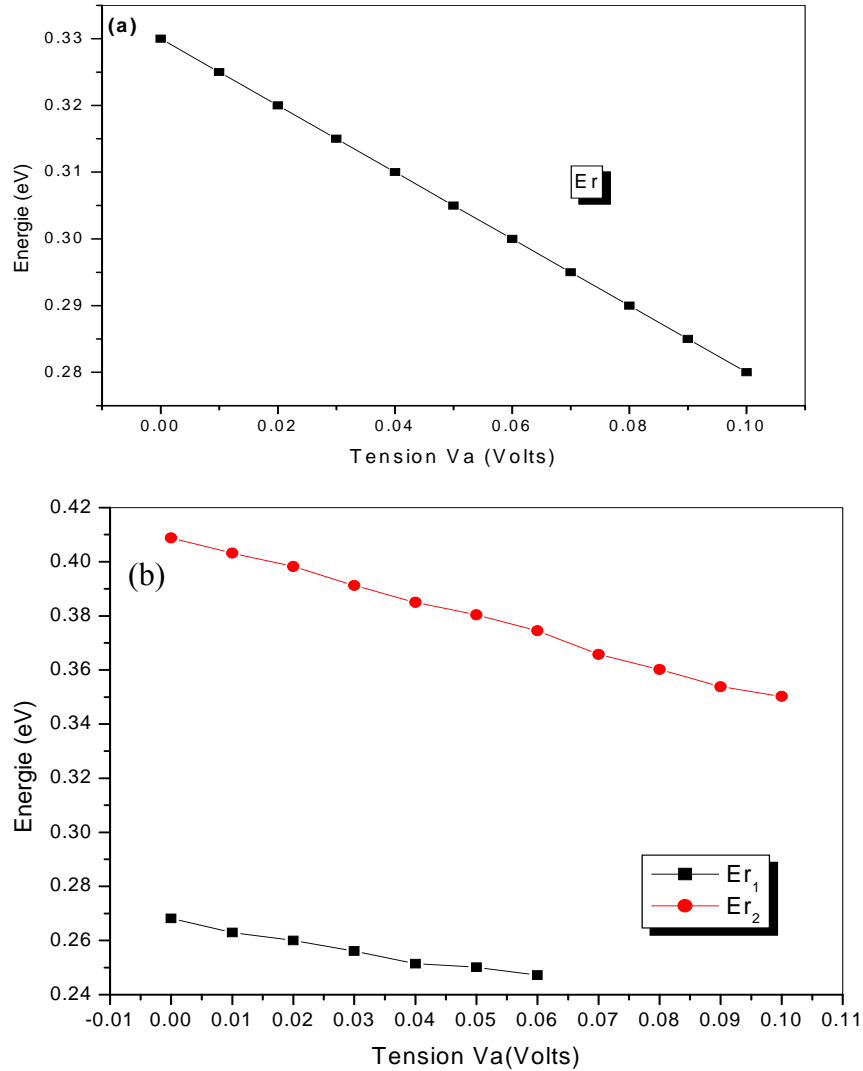 (a)
0.33
0.32
0.31
0.30
0.29
0.28
Energie (eV)
Er
0.00 0.02 0.04 0.06 0.08 0.10
Tension Va (Volts)
(b)
0.42
0.40
0.38
0.36
0.34
0.32
0.30
0.28
0.26
0.24
Energie (eV)
Er₁
Er₂
-0.01 0.00 0.01 0.02 0.03 0.04 0.05 0.06 0.07 0.08 0.09 0.10 0.11
Tension Va(Volts)